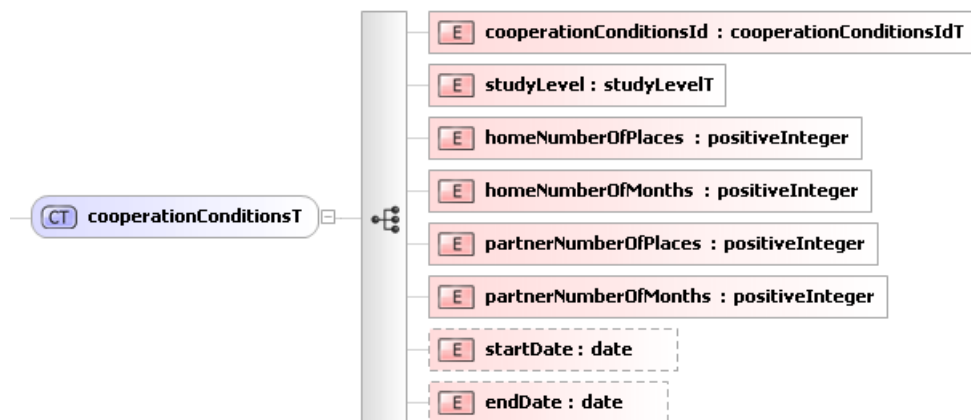 E cooperationConditionsId : cooperationConditionsIdT
E studyLevel : studyLevelT
E homeNumberOfPlaces : positiveInteger
E homeNumberOfMonths : positiveInteger
CT cooperationConditionsT
E partnerNumberOfPlaces : positiveInteger
E partnerNumberOfMonths : positiveInteger
E startDate : date
E endDate : date